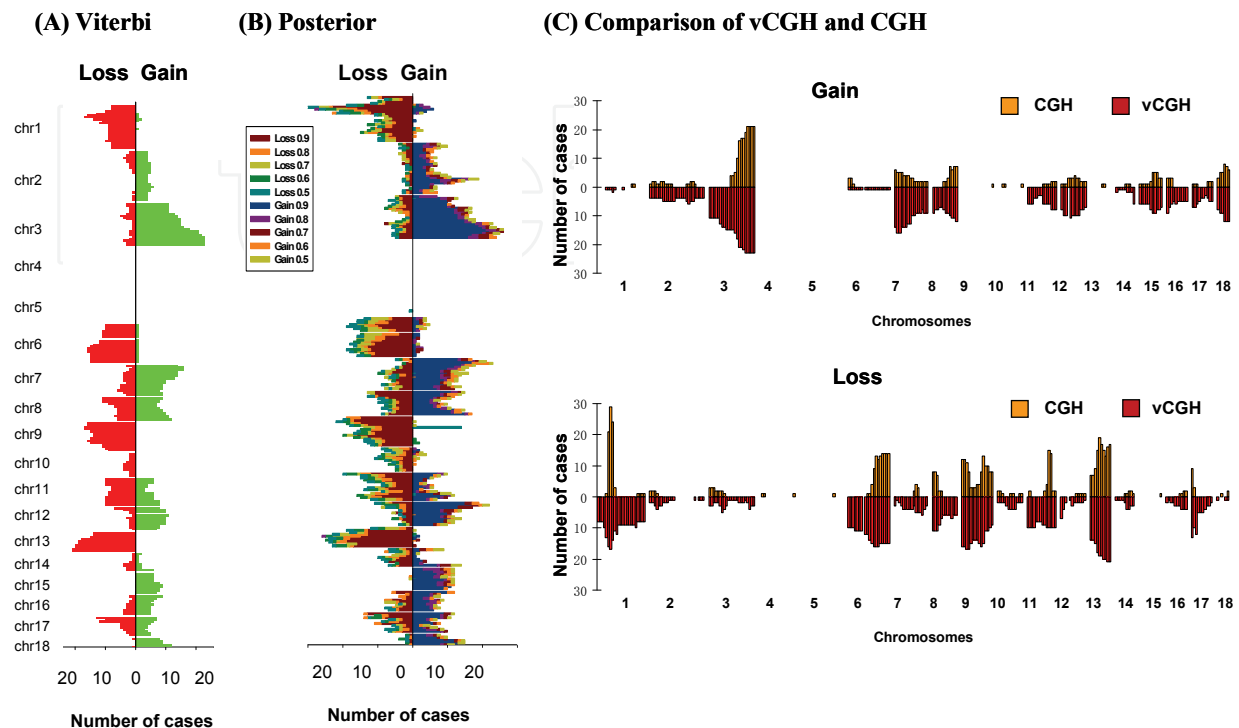 (A) Viterbi
Loss Gain
chr1
chr2
chr3
chr4
chr5
chr6
chr7
chr8
chr9
chr10
chr11
chr12
chr13
chr14
chr15
chr16
chr17
chr18
20 10 0 10 20
Number of cases
(B) Posterior
Loss Gain
Loss 0.9
Loss 0.8
Loss 0.7
Loss 0.6
Loss 0.5
Gain 0.9
Gain 0.8
Gain 0.7
Gain 0.6
Gain 0.5
20 10 0 10 20
Number of cases
(C) Comparison of vCGH and CGH
Gain
CGH vCGH
Number of cases
30
20
10
0
10
20
30
1 2 3 4 5 6 7 8 9 10 11 12 13 14 15 16 17 18
Chromosomes
Loss
CGH vCGH
Number of cases
30
20
10
0
10
20
30
1 2 3 4 5 6 7 8 9 10 11 12 13 14 15 16 17 18
Chromosomes